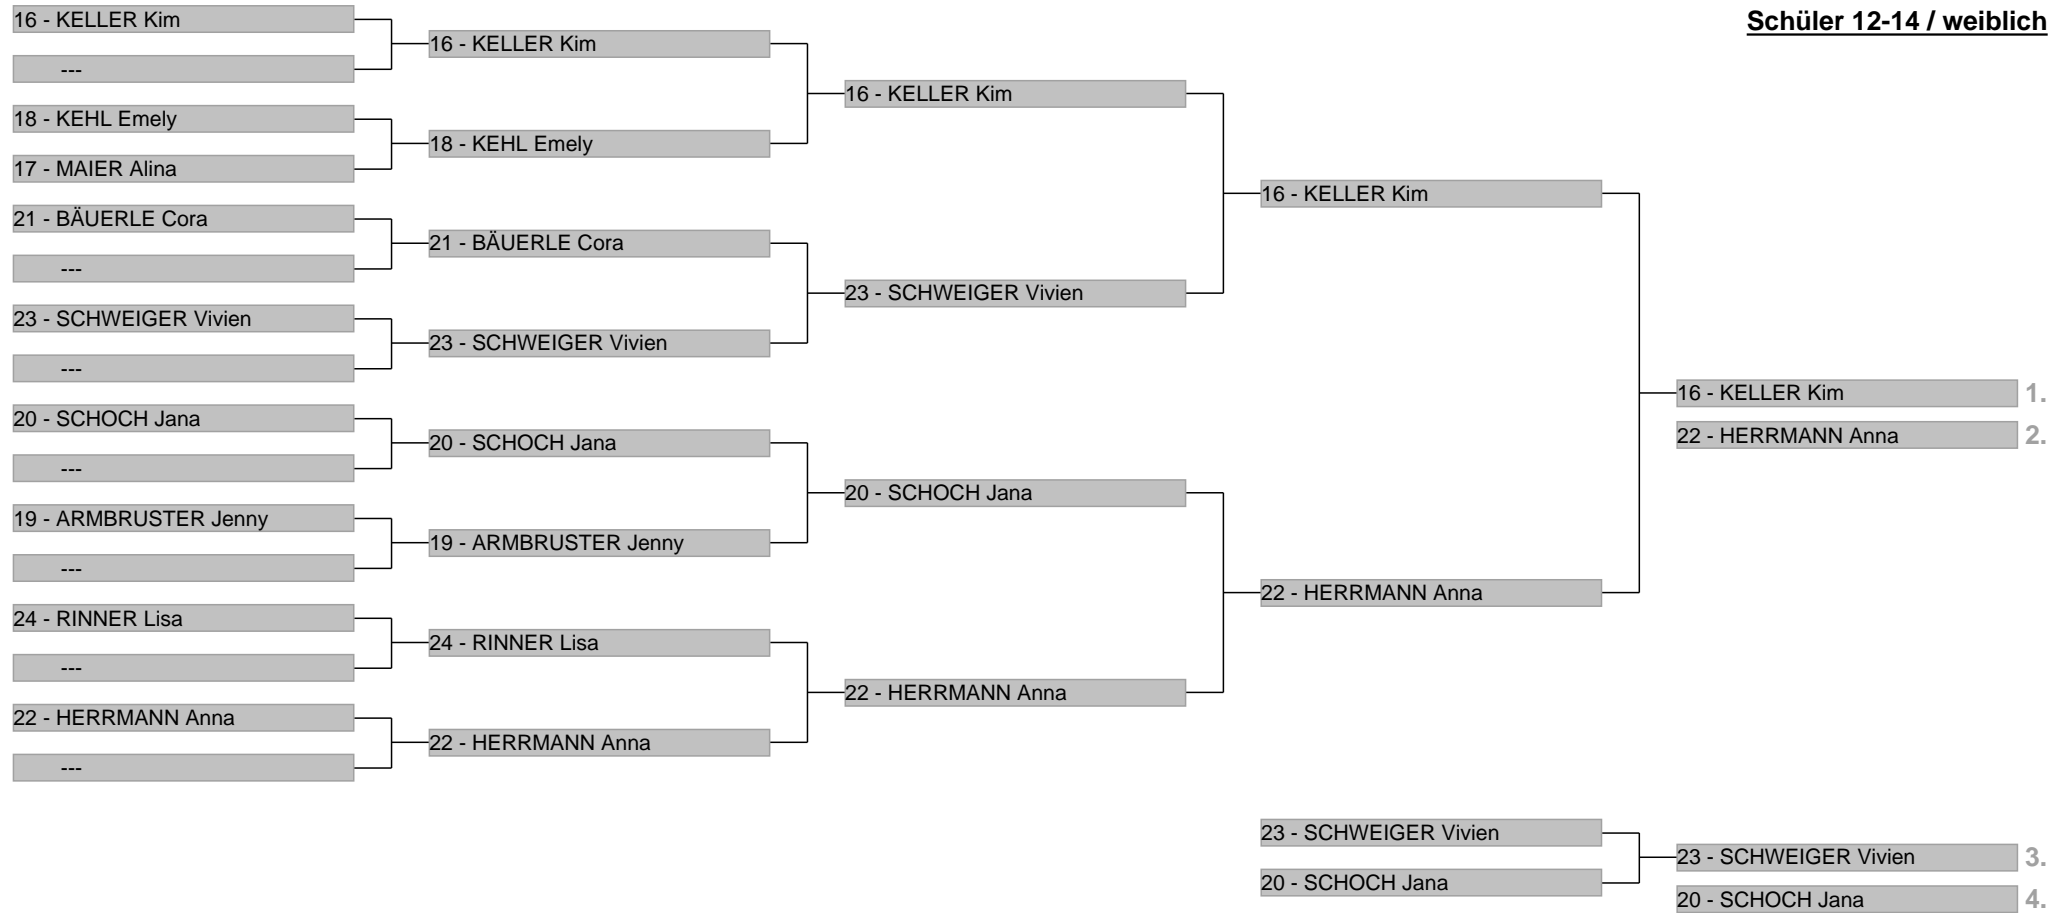 Schüler 12-14 / weiblich
16 - KELLER Kim
---
18 - KEHL Emely
17 - MAIER Alina
21 - BÄUERLE Cora
---
23 - SCHWEIGER Vivien
---
20 - SCHOCH Jana
---
19 - ARMBRUSTER Jenny
---
24 - RINNER Lisa
---
22 - HERRMANN Anna
---
16 - KELLER Kim
18 - KEHL Emely
21 - BÄUERLE Cora
23 - SCHWEIGER Vivien
20 - SCHOCH Jana
19 - ARMBRUSTER Jenny
24 - RINNER Lisa
22 - HERRMANN Anna
16 - KELLER Kim
23 - SCHWEIGER Vivien
20 - SCHOCH Jana
22 - HERRMANN Anna
16 - KELLER Kim
22 - HERRMANN Anna
16 - KELLER Kim 1.
22 - HERRMANN Anna 2.
23 - SCHWEIGER Vivien
20 - SCHOCH Jana
23 - SCHWEIGER Vivien 3.
20 - SCHOCH Jana 4.